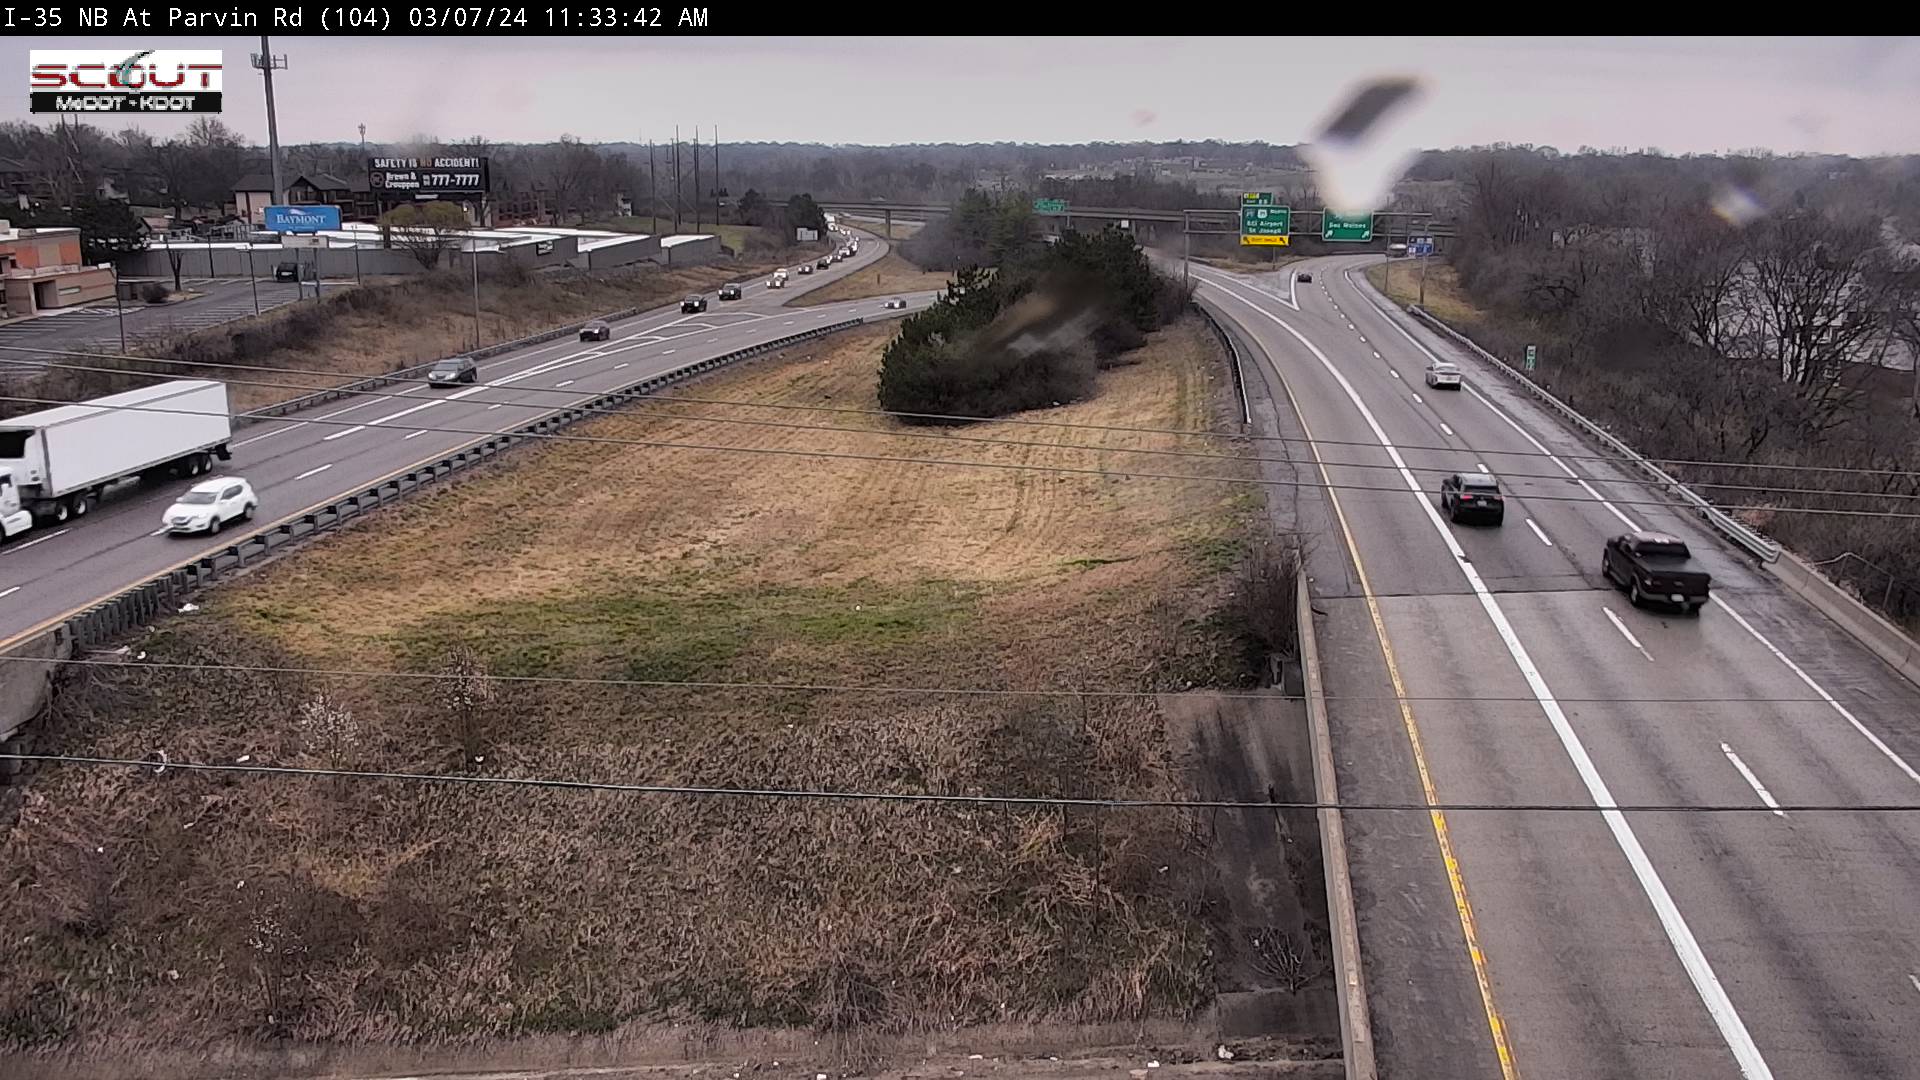 I-35 NB At Parvin Rd (104) 03/07/24 11:33:42 AM
SCOUT
MoDOT - KDOT
SAFETY IS NO ACCIDENT!
Brown &
Crouppen
777-7777
BAYMONT
KCI Airport
St Joseph
Des Moines